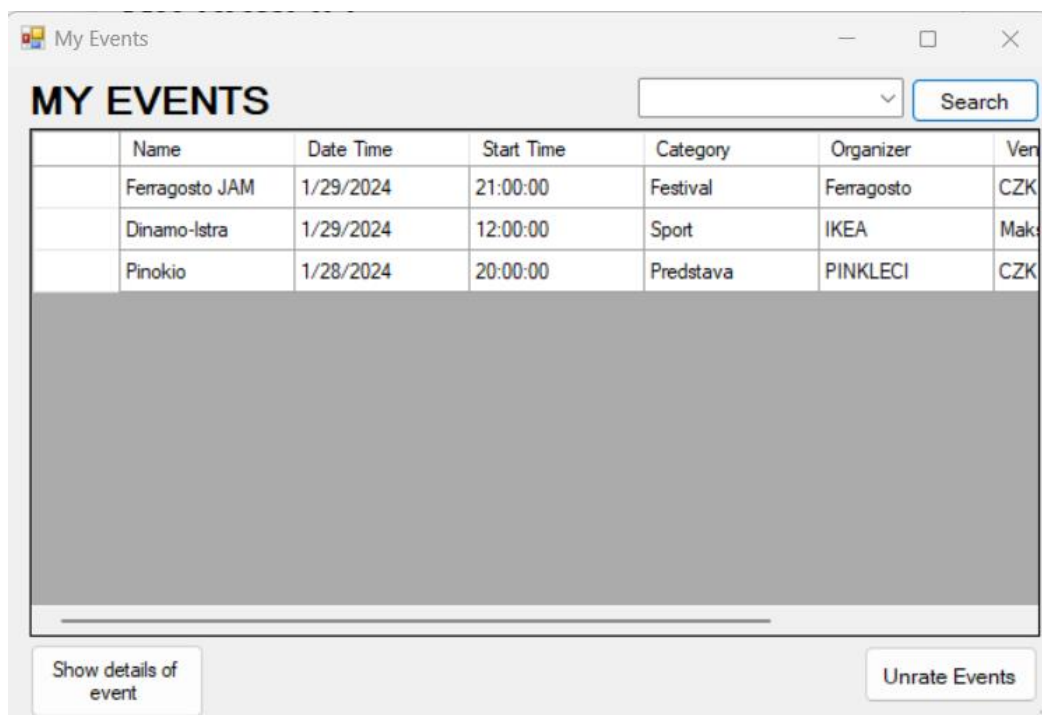 My Events
MY EVENTS
Search
Name Date Time Start Time Category Organizer Ven
Ferragosto JAM 1/29/2024 21:00:00 Festival Ferragosto CZK
Dinamo-Istra 1/29/2024 12:00:00 Sport IKEA Maks
Pinokio 1/28/2024 20:00:00 Predstava PINKLECI CZK
Show details of
event
Unrate Events